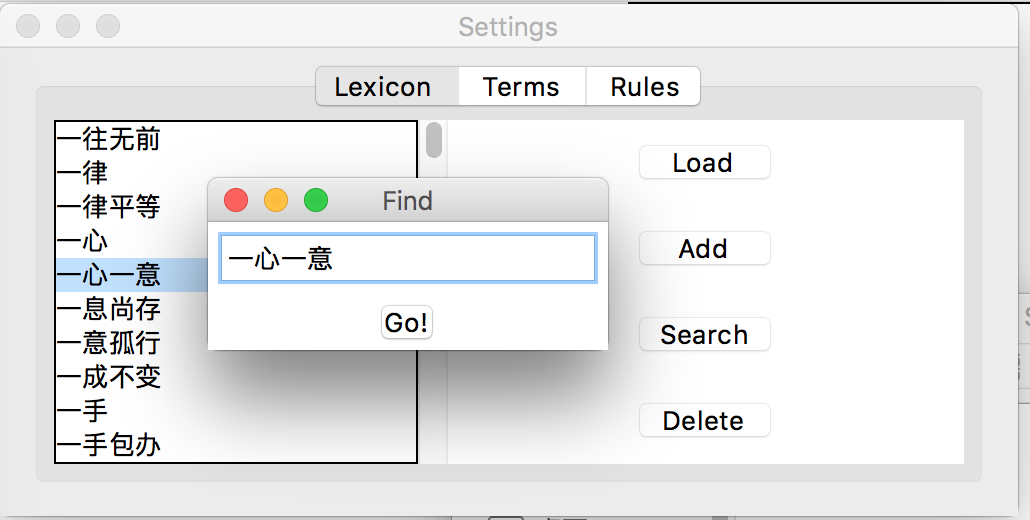 Settings
Lexicon Terms Rules
一往无前
一律
一律平等
一心
一心一意
一息尚存
一意孤行
一成不变
一手
一手包办
Find
一心一意
Go!
Load
Add
Search
Delete